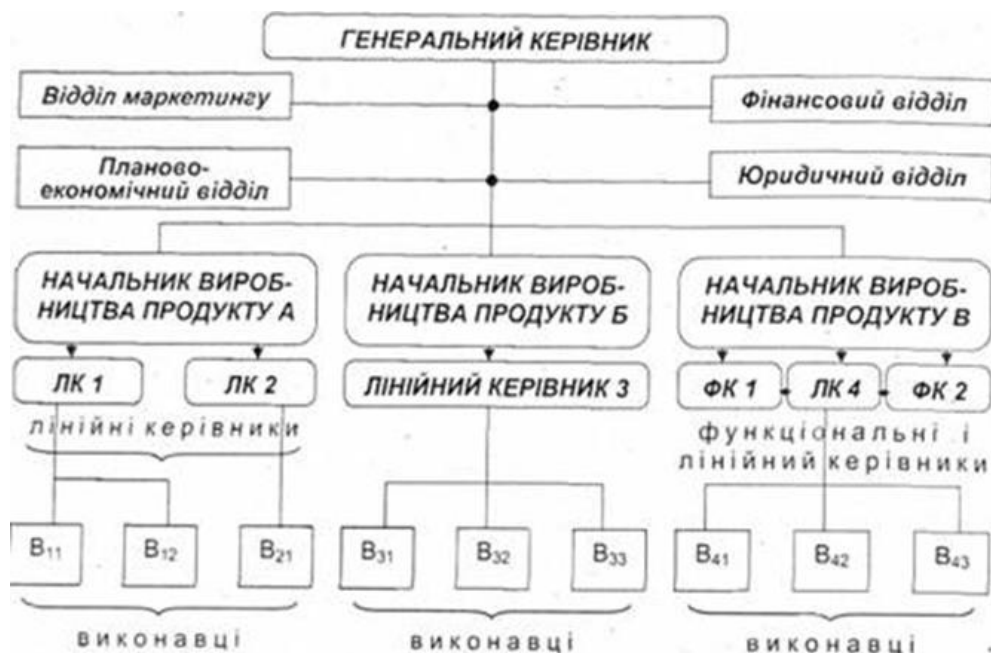 ГЕНЕРАЛЬНИЙ КЕРІВНИК
Відділ маркетингу
Фінансовий відділ
Планово-
економічний відділ
Юридичний відділ
НАЧАЛЬНИК ВИРОБ-
НИЦТВА ПРОДУКТУ А
НАЧАЛЬНИК ВИРОБ-
НИЦТВА ПРОДУКТУ Б
НАЧАЛЬНИК ВИРОБ-
НИЦТВА ПРОДУКТУ В
ЛК 1
ЛК 2
ЛІНІЙНИЙ КЕРІВНИК 3
ФК 1
ЛК 4
ФК 2
лінійні керівники
функціональні і
лінійний керівники
В11
В12
В21
В31
В32
В33
В41
В42
В43
виконавці
виконавці
виконавці